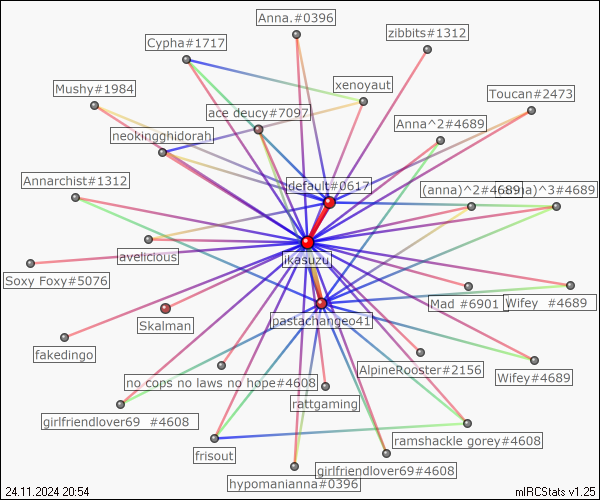 Anna.#0396
zibbits#1312
Cypha#1717
xenoyaut
Mushy#1984
Toucan#2473
ace deucy#7097
Anna^2#4689
neokingghidorah
Annarchist#1312
default#0617
(anna)^2#4689
(anna)^3#4689
avelicious
ikasuzu
Soxy Foxy#5076
Mad #6901
Wifey #4689
Skalman
pastachangeo41
fakedingo
AlpineRooster#2156
Wifey#4689
no cops no laws no hope#4608
rattgaming
girlfriendlover69 #4608
ramshackle gorey#4608
frisout
girlfriendlover69#4608
hypomanianna#0396
24.11.2024 20:54
mIRCStats v1.25